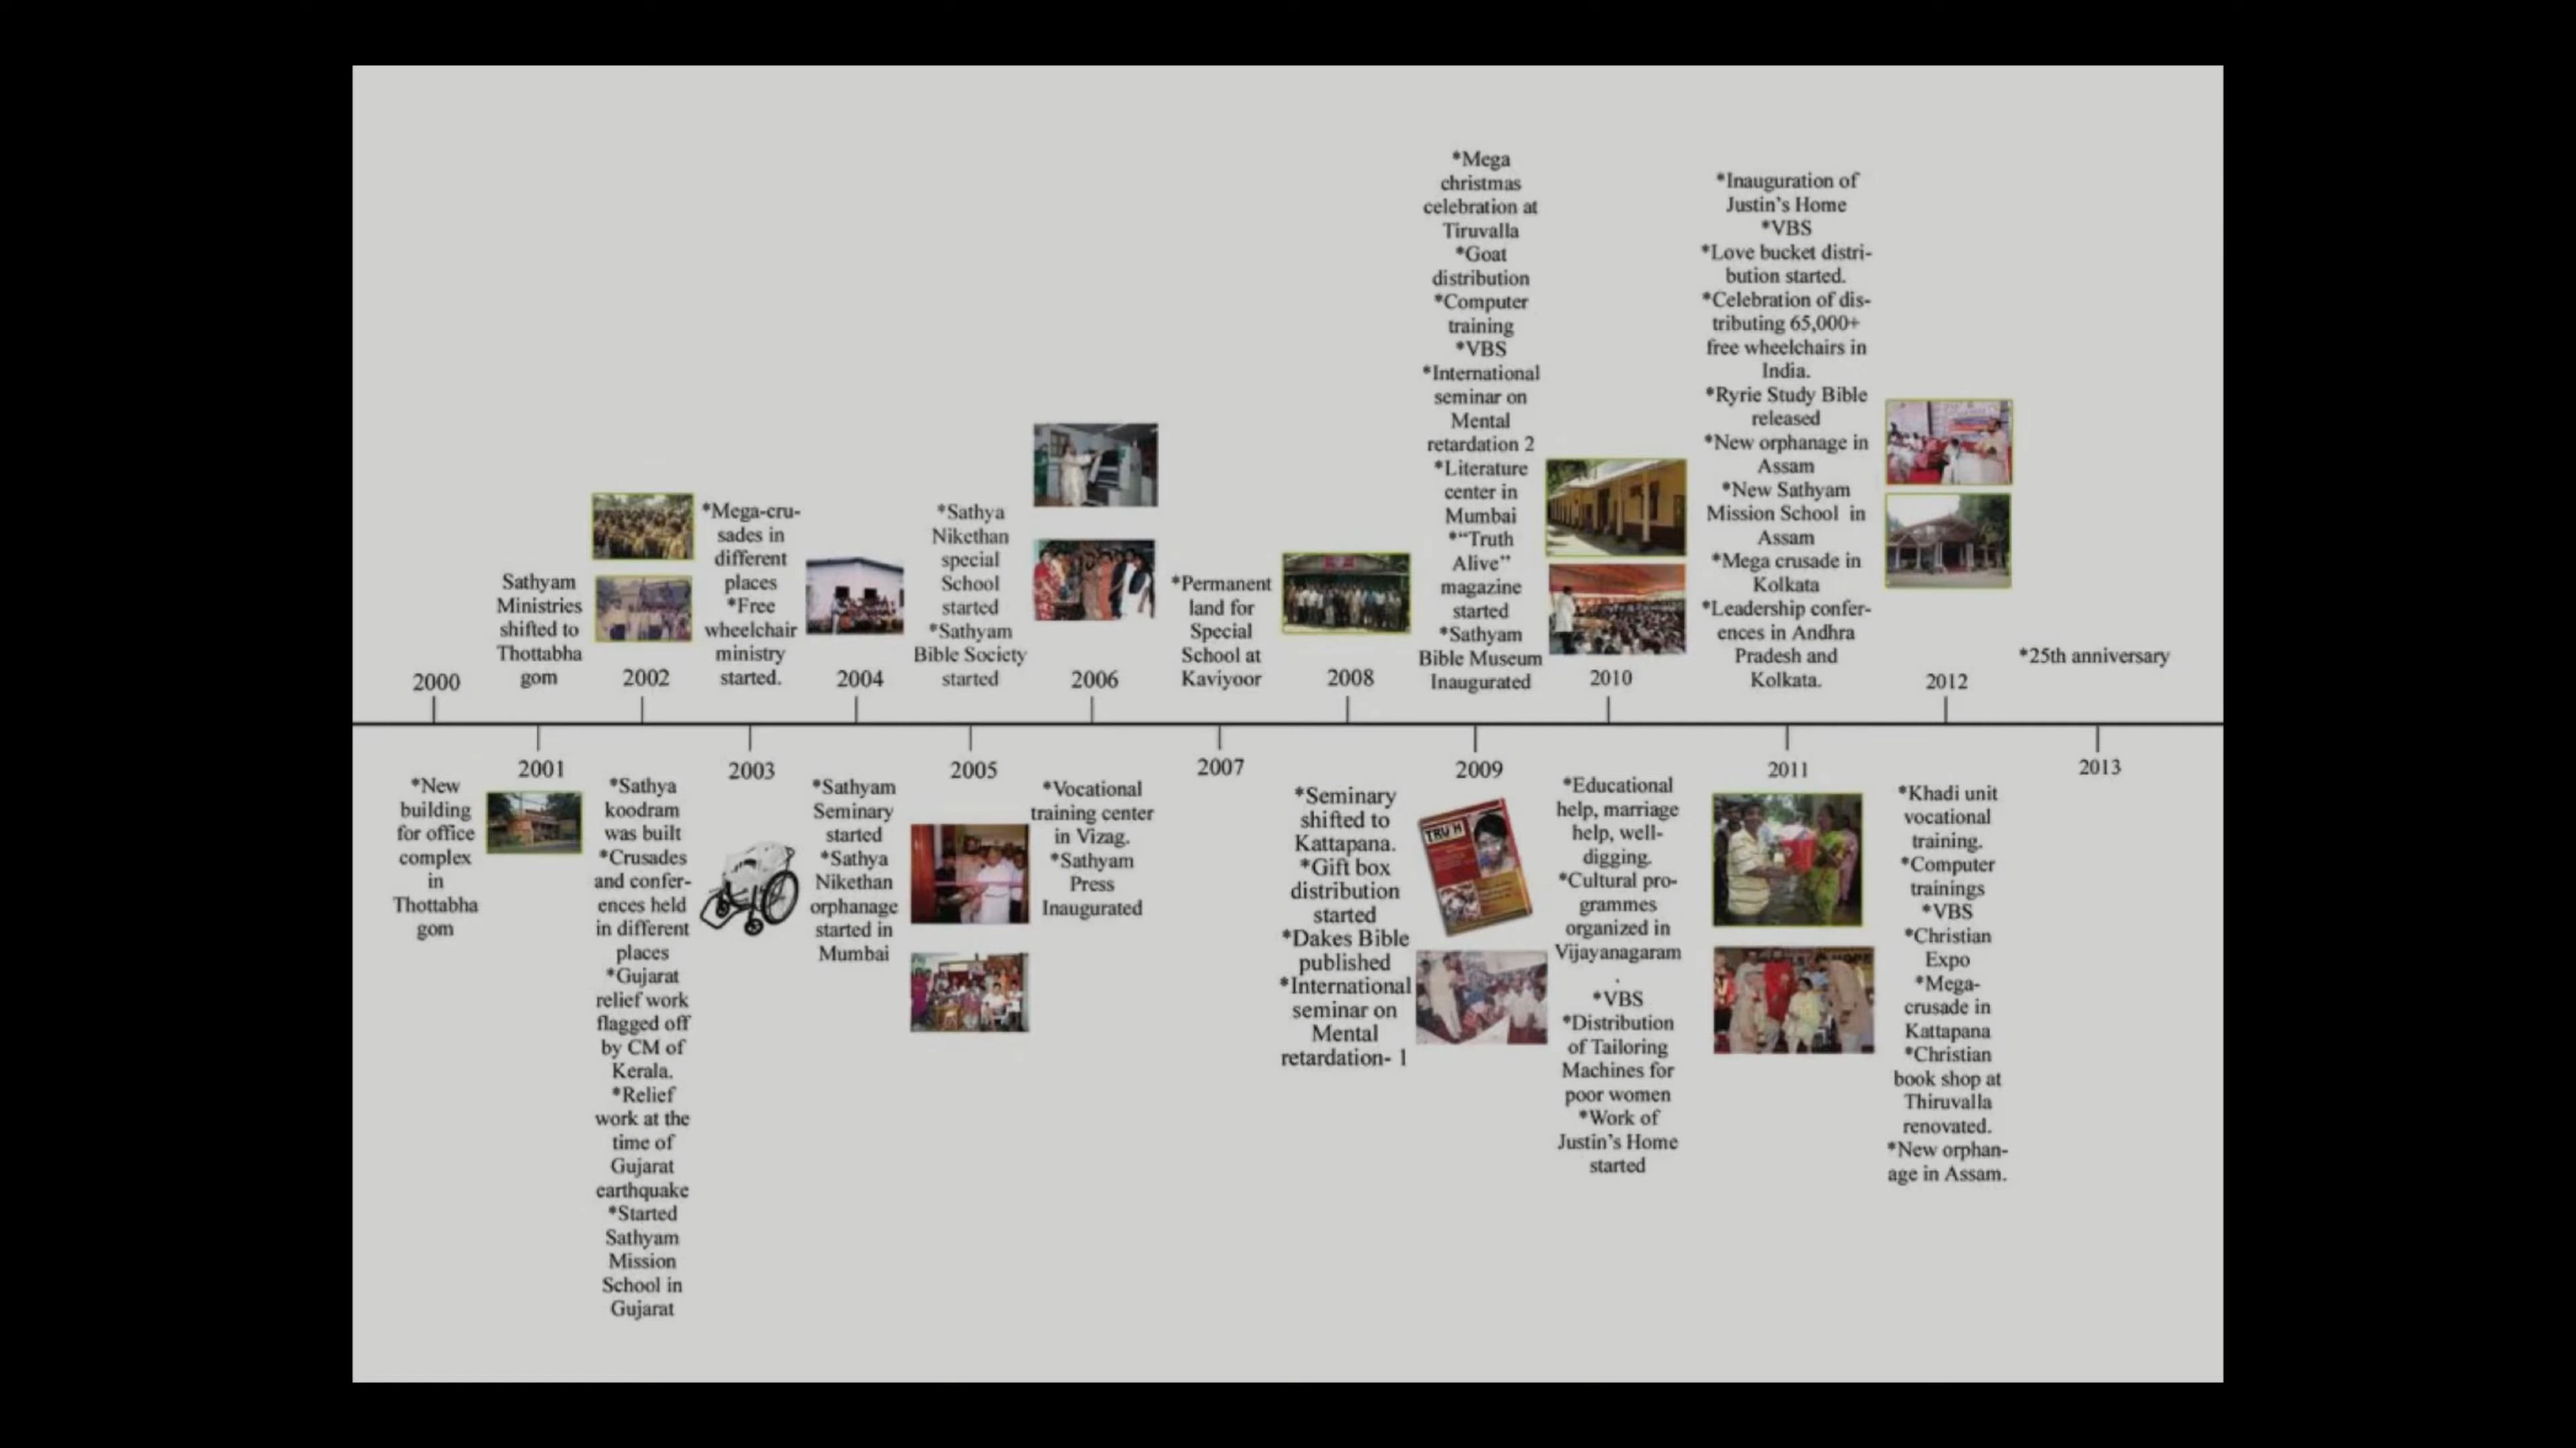 *Mega
christmas
celebration at
Tiruvalla
*Goat
distribution
*Computer
training
*VBS
*International
seminar on
Mental
retardation 2
*Literature
center in
Mumbai
*“Truth
Alive”
magazine
started
*Sathyam
Bible Museum
Inaugurated
*Inauguration of
Justin’s Home
*VBS
*Love bucket distri-
bution started.
*Celebration of dis-
tributing 65,000+
free wheelchairs in
India.
*Ryrie Study Bible
released
*New orphanage in
Assam
*New Sathyam
Mission School in
Assam
*Mega crusade in
Kolkata
*Leadership confer-
ences in Andhra
Pradesh and
Kolkata.
Sathyam
Ministries
shifted to
Thottabha
gom
*Mega-cru-
sades in
different
places
*Free
wheelchair
ministry
started.
*Sathya
Nikethan
special
School
started
*Sathyam
Bible Society
started
*Permanent
land for
Special
School at
Kaviyoor
*25th anniversary
2000
2002
2004
2006
2008
2010
2012
2001
2003
2005
2007
2009
2011
2013
*New
building
for office
complex
in
Thottabha
gom
*Sathya
koodram
was built
*Crusades
and confer-
ences held
in different
places
*Gujarat
relief work
flagged off
by CM of
Kerala.
*Relief
work at the
time of
Gujarat
earthquake
*Started
Sathyam
Mission
School in
Gujarat
*Sathyam
Seminary
started
*Sathya
Nikethan
orphanage
started in
Mumbai
*Vocational
training center
in Vizag.
*Sathyam
Press
Inaugurated
*Seminary
shifted to
Kattapana.
*Gift box
distribution
started
*Dakes Bible
published
*International
seminar on
Mental
retardation- 1
TRUTH
*Educational
help, marriage
help, well-
digging.
*Cultural pro-
grammes
organized in
Vijayanagaram
.
*VBS
*Distribution
of Tailoring
Machines for
poor women
*Work of
Justin’s Home
started
HOPE
*Khadi unit
vocational
training.
*Computer
trainings
*VBS
*Christian
Expo
*Mega-
crusade in
Kattapana
*Christian
book shop at
Thiruvalla
renovated.
*New orphan-
age in Assam.